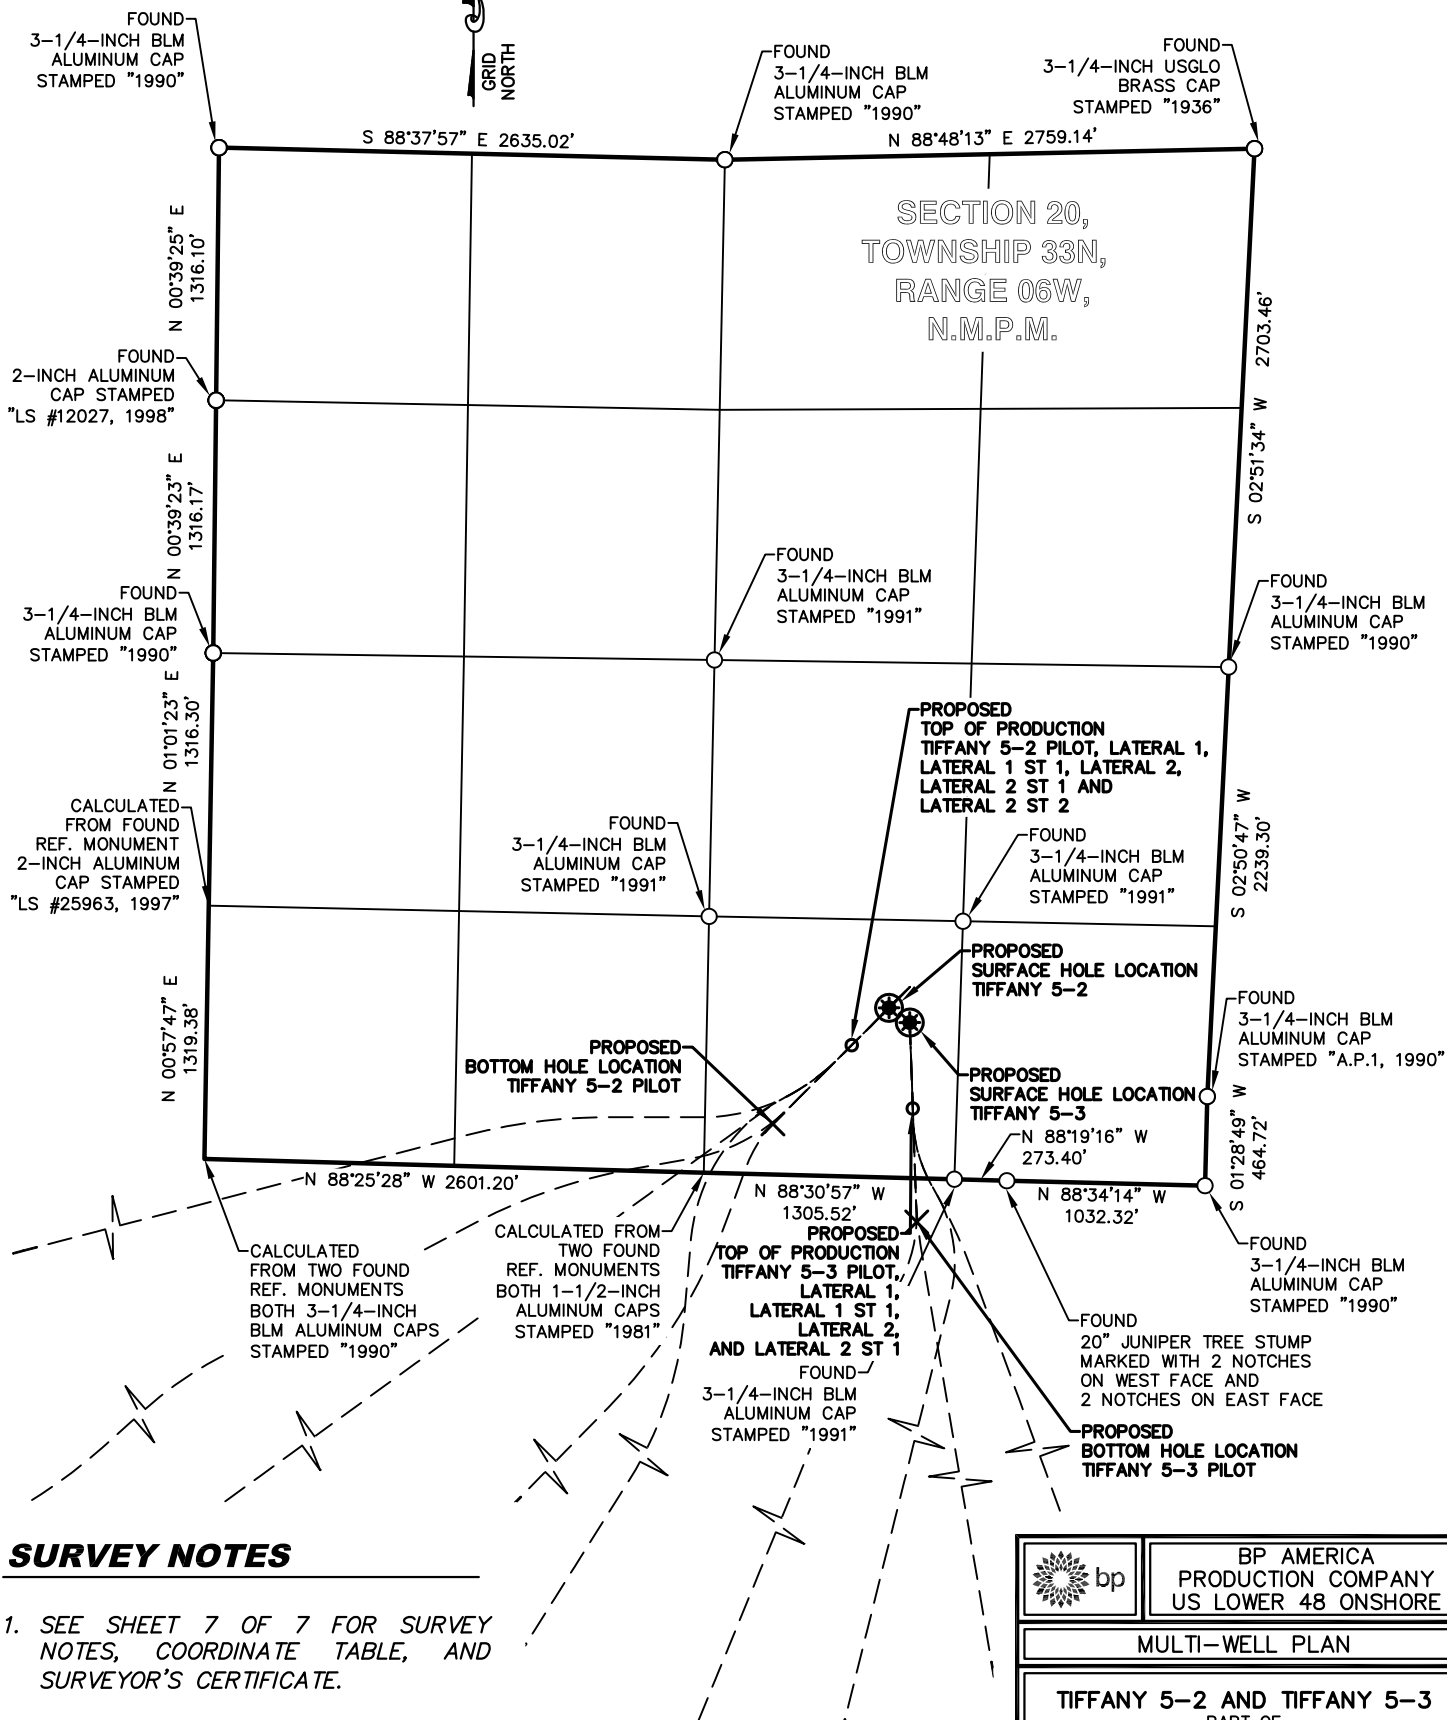 FOUND
3-1/4-INCH BLM
ALUMINUM CAP
STAMPED "1990"
GRID
NORTH
FOUND
3-1/4-INCH BLM
ALUMINUM CAP
STAMPED "1990"
FOUND
3-1/4-INCH USGLO
BRASS CAP
STAMPED "1936"
S 88°37'57" E 2635.02'
N 88°48'13" E 2759.14'
SECTION 20,
TOWNSHIP 33N,
RANGE 06W,
N.M.P.M.
N 00°39'25" E
1316.10'
S 02°51'34" W 2703.46'
FOUND
2-INCH ALUMINUM
CAP STAMPED
"LS #12027, 1998"
N 00°39'23" E
1316.17'
FOUND
3-1/4-INCH BLM
ALUMINUM CAP
STAMPED "1990"
FOUND
3-1/4-INCH BLM
ALUMINUM CAP
STAMPED "1991"
FOUND
3-1/4-INCH BLM
ALUMINUM CAP
STAMPED "1990"
N 01°01'23" E
1316.30'
PROPOSED
TOP OF PRODUCTION
TIFFANY 5-2 PILOT, LATERAL 1,
LATERAL 1 ST 1, LATERAL 2,
LATERAL 2 ST 1 AND
LATERAL 2 ST 2
CALCULATED
FROM FOUND
REF. MONUMENT
2-INCH ALUMINUM
CAP STAMPED
"LS #25963, 1997"
FOUND
3-1/4-INCH BLM
ALUMINUM CAP
STAMPED "1991"
FOUND
3-1/4-INCH BLM
ALUMINUM CAP
STAMPED "1991"
S 02°50'47" W
2239.30'
PROPOSED
SURFACE HOLE LOCATION
TIFFANY 5-2
N 00°57'47" E
1319.38'
PROPOSED
BOTTOM HOLE LOCATION
TIFFANY 5-2 PILOT
FOUND
3-1/4-INCH BLM
ALUMINUM CAP
STAMPED "A.P.1, 1990"
PROPOSED
SURFACE HOLE LOCATION
TIFFANY 5-3
N 88°19'16" W
273.40'
S 01°28'49" W
464.72'
N 88°25'28" W 2601.20'
N 88°30'57" W
1305.52'
N 88°34'14" W
1032.32'
CALCULATED
FROM TWO FOUND
REF. MONUMENTS
BOTH 3-1/4-INCH
BLM ALUMINUM CAPS
STAMPED "1990"
CALCULATED FROM
TWO FOUND
REF. MONUMENTS
BOTH 1-1/2-INCH
ALUMINUM CAPS
STAMPED "1981"
PROPOSED
TOP OF PRODUCTION
TIFFANY 5-3 PILOT,
LATERAL 1,
LATERAL 1 ST 1,
LATERAL 2,
AND LATERAL 2 ST 1
FOUND
3-1/4-INCH BLM
ALUMINUM CAP
STAMPED "1991"
FOUND
3-1/4-INCH BLM
ALUMINUM CAP
STAMPED "1990"
FOUND
20" JUNIPER TREE STUMP
MARKED WITH 2 NOTCHES
ON WEST FACE AND
2 NOTCHES ON EAST FACE
PROPOSED
BOTTOM HOLE LOCATION
TIFFANY 5-3 PILOT
SURVEY NOTES
1. SEE SHEET 7 OF 7 FOR SURVEY
NOTES, COORDINATE TABLE, AND
SURVEYOR'S CERTIFICATE.
bp
BP AMERICA
PRODUCTION COMPANY
US LOWER 48 ONSHORE
MULTI-WELL PLAN
TIFFANY 5-2 AND TIFFANY 5-3
PART OF